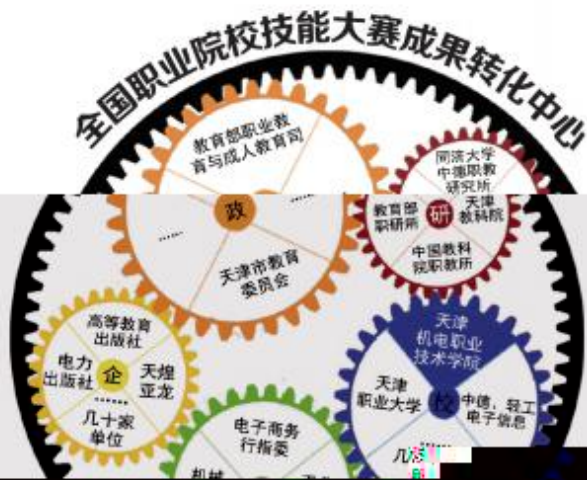 全国职业院校技能大赛成果转化中心
教育部职业教
育与成人教育司
政
......
......
天津市教育
委员会
同济大学
中德职教
研究所
教育部
职研所
研
天津
教科院
中国教科
院职教所
高等教育
出版社
电力
出版社
企
天煌
亚龙
......
几十家
单位
天津
机电职业
技术学院
天津
职业大学
校
中德、轻工
电子信息
......
电子商务
行指委
机械